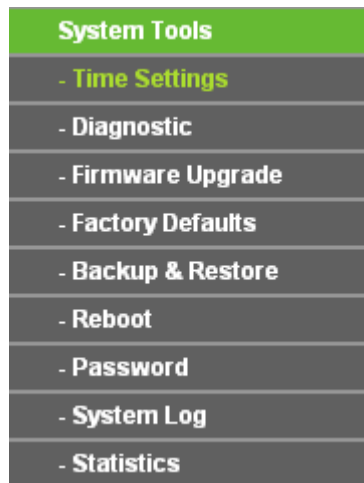 System Tools
- Time Settings
- Diagnostic
- Firmware Upgrade
- Factory Defaults
- Backup & Restore
- Reboot
- Password
- System Log
- Statistics